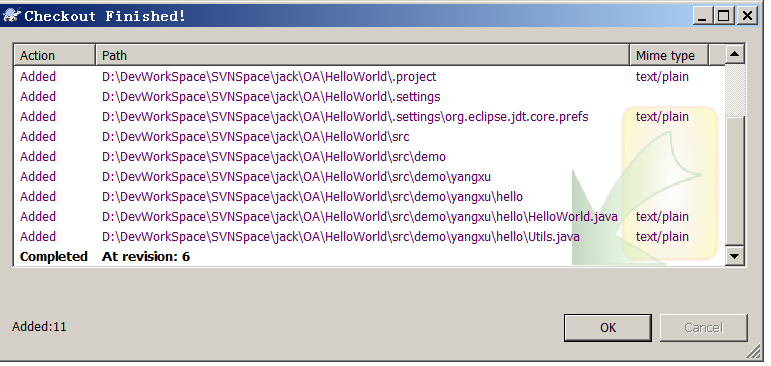 Checkout Finished!
Action Path Mime type
Added D:\DevWorkSpace\SVNSpace\jack\OA\HelloWorld\.project text/plain
Added D:\DevWorkSpace\SVNSpace\jack\OA\HelloWorld\.settings
Added D:\DevWorkSpace\SVNSpace\jack\OA\HelloWorld\.settings\org.eclipse.jdt.core.prefs text/plain
Added D:\DevWorkSpace\SVNSpace\jack\OA\HelloWorld\src
Added D:\DevWorkSpace\SVNSpace\jack\OA\HelloWorld\src\demo
Added D:\DevWorkSpace\SVNSpace\jack\OA\HelloWorld\src\demo\yangxu
Added D:\DevWorkSpace\SVNSpace\jack\OA\HelloWorld\src\demo\yangxu\hello
Added D:\DevWorkSpace\SVNSpace\jack\OA\HelloWorld\src\demo\yangxu\hello\HelloWorld.java text/plain
Added D:\DevWorkSpace\SVNSpace\jack\OA\HelloWorld\src\demo\yangxu\hello\Utils.java text/plain
Completed At revision: 6
Added:11 OK Cancel